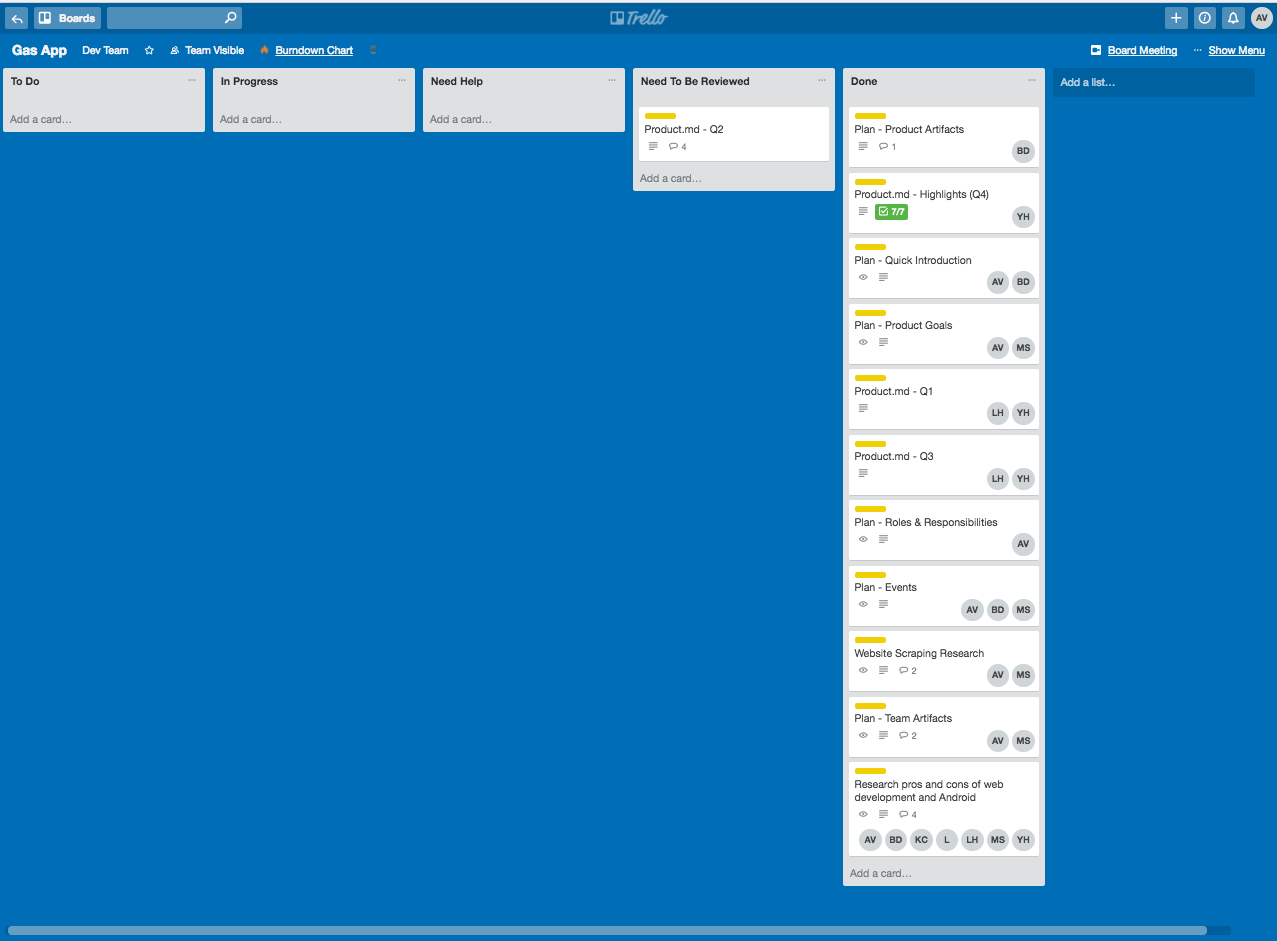 Boards
Trello
AV
Gas App
Dev Team
Team Visible
Burndown Chart
Board Meeting
... Show Menu
To Do
...
Add a card...
In Progress
...
Add a card...
Need Help
...
Add a card...
Need To Be Reviewed
...
Product.md - Q2
4
Add a card...
Done
...
Plan - Product Artifacts
1
BD
Product.md - Highlights (Q4)
7/7
YH
Plan - Quick Introduction
AV BD
Plan - Product Goals
AV MS
Product.md - Q1
LH YH
Product.md - Q3
LH YH
Plan - Roles & Responsibilities
AV
Plan - Events
AV BD MS
Website Scraping Research
2
AV MS
Plan - Team Artifacts
2
AV MS
Research pros and cons of web
development and Android
4
AV BD KC L LH MS YH
Add a card...
Add a list...